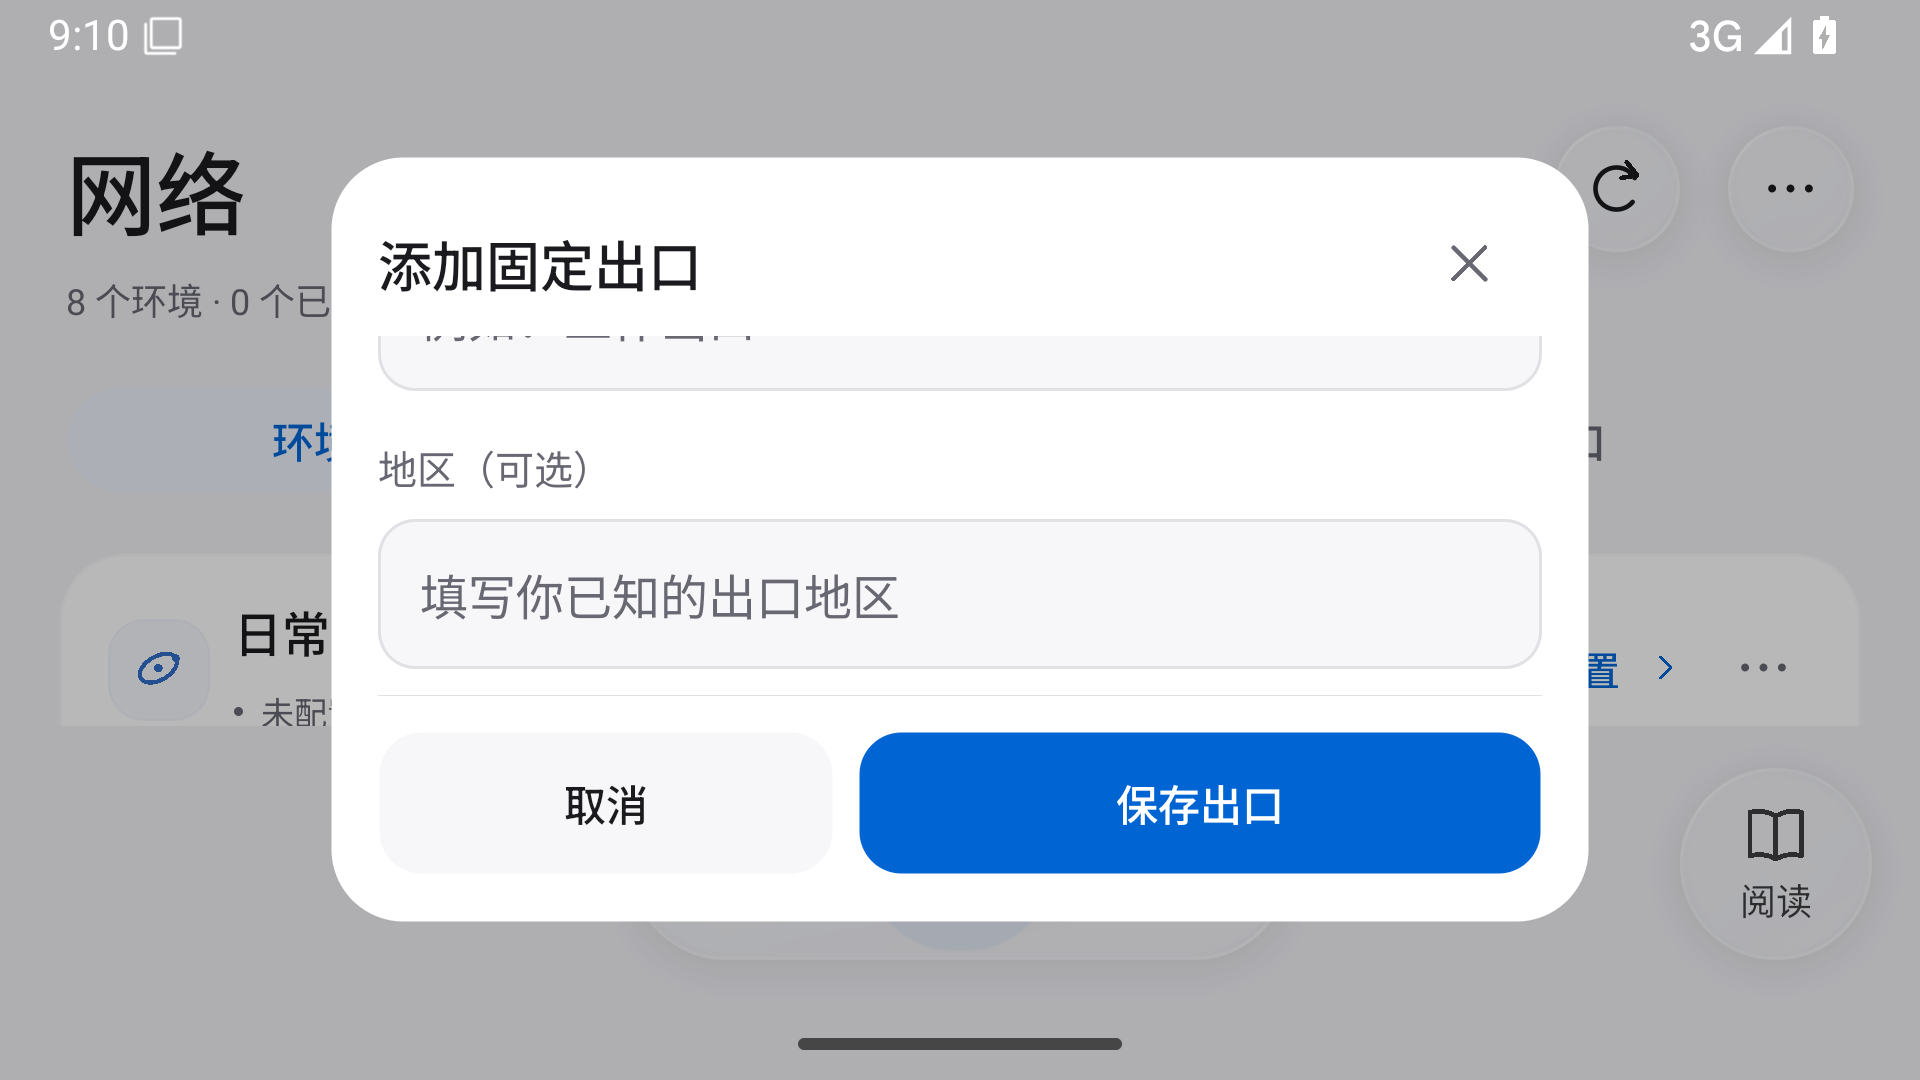 9:10
3G
网络
8 个环境 · 0 个已
添加固定出口
环
地区（可选）
填写你已知的出口地区
日常
置
未配
取消
保存出口
阅读